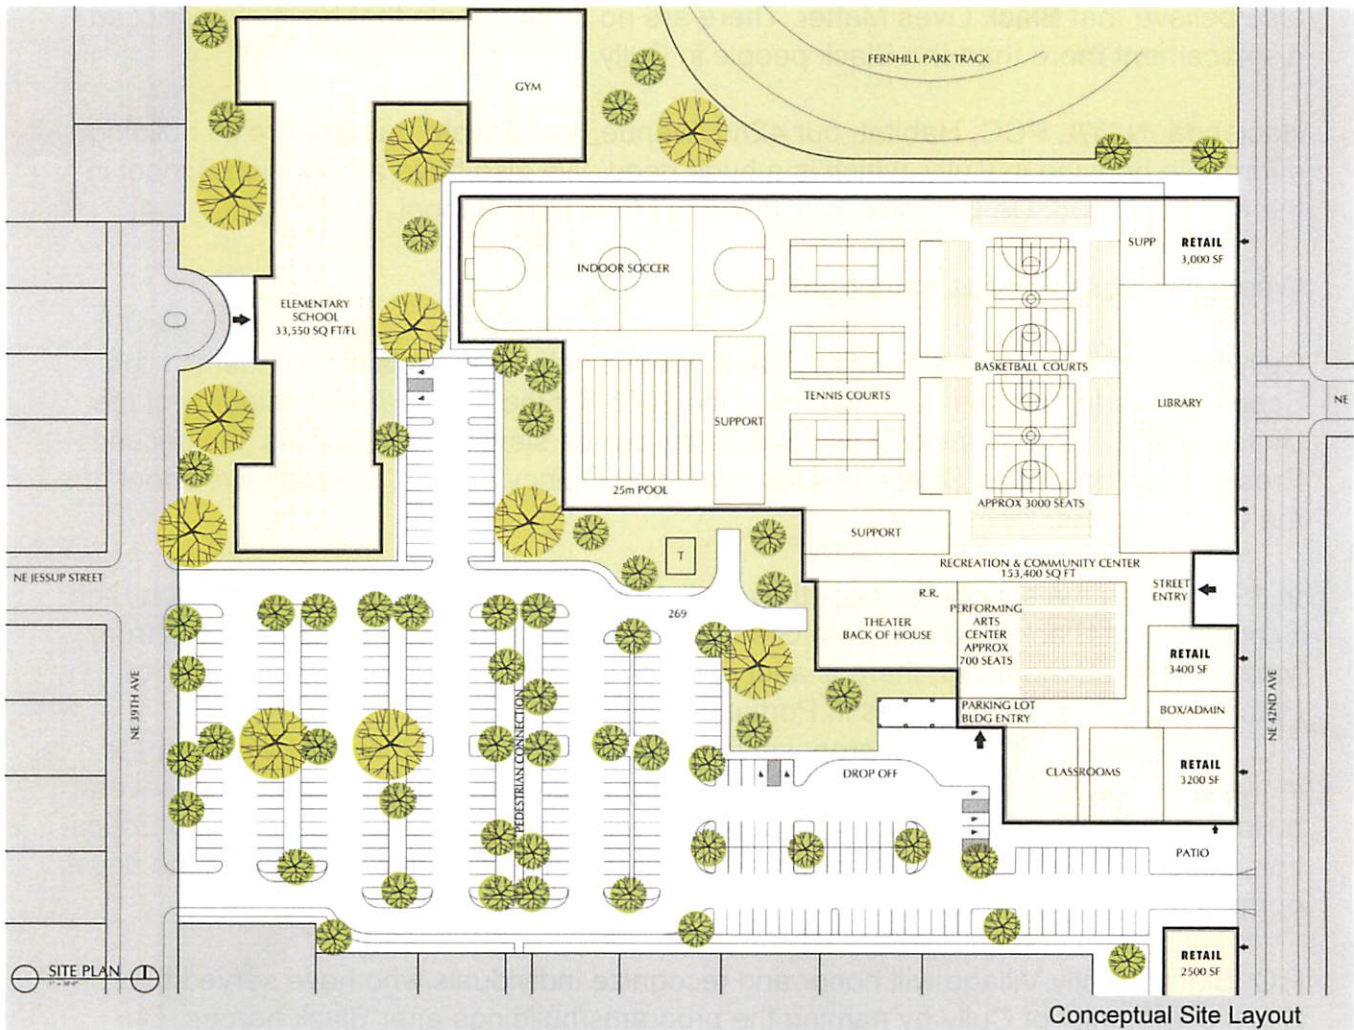 GYM
FERNHILL PARK TRACK
INDOOR SOCCER
SUPP
RETAIL
3,000 SF
ELEMENTARY
SCHOOL
33,550 SQ FT/FL
BASKETBALL COURTS
TENNIS COURTS
LIBRARY
NE
SUPPORT
25m POOL
APPROX 3000 SEATS
SUPPORT
T
RECREATION & COMMUNITY CENTER
153,400 SQ FT
NE JESSUP STREET
STREET
ENTRY
R.R.
269
THEATER
BACK OF HOUSE
PERFORMING
ARTS
CENTER
APPROX
700 SEATS
RETAIL
3400 SF
NE 39TH AVE
PEDESTRIAN CONNECTION
PARKING LOT
BLDG ENTRY
BOX/ADMIN
NE 42ND AVE
DROP OFF
CLASSROOMS
RETAIL
3200 SF
PATIO
RETAIL
2500 SF
SITE PLAN
Conceptual Site Layout